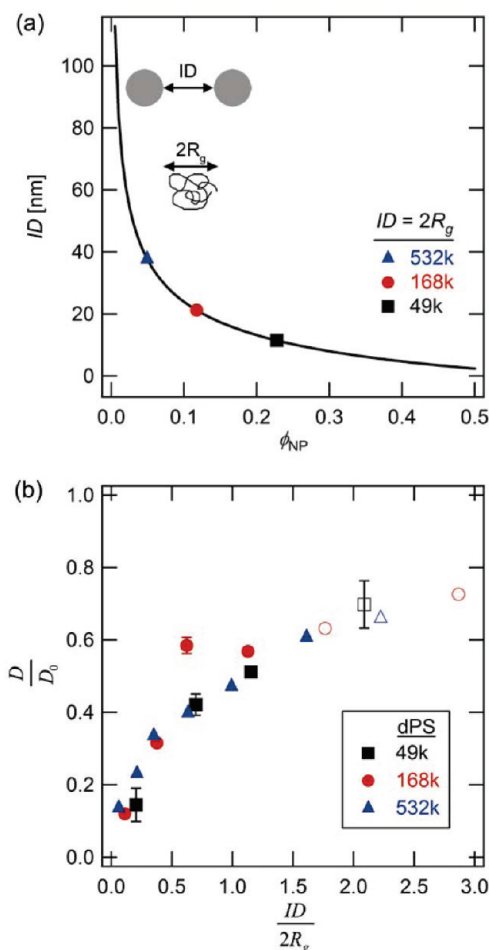 (a)
ID [nm]
100
80
60
40
20
0
ID
2Rg
ID = 2Rg
532k
168k
49k
0.0 0.1 0.2 0.3 0.4 0.5
ϕNP
(b)
D/D0
1.0
0.8
0.6
0.4
0.2
0.0
dPS
49k
168k
532k
0.0 0.5 1.0 1.5 2.0 2.5 3.0
ID/2Rg